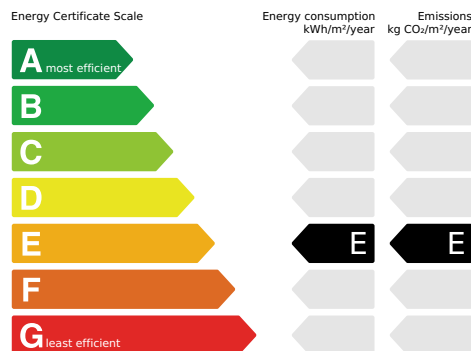 Energy Certificate Scale
Energy consumption
kWh/m²/year
Emissions
kg CO₂/m²/year
A most efficient
B
C
D
E E E
F
G least efficient